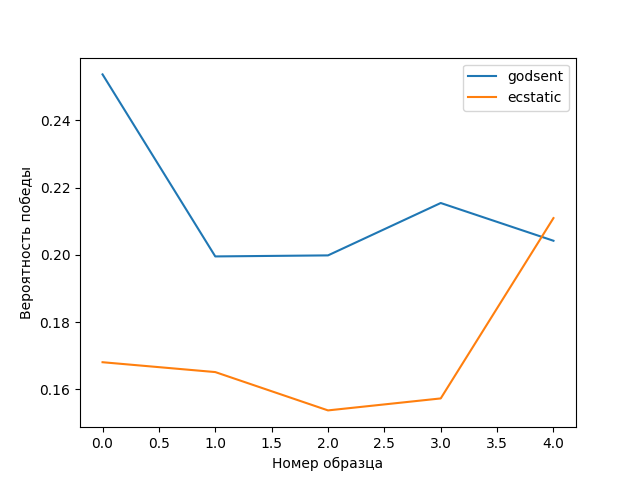 godsent
ecstatic
0.24
0.22
0.20
0.18
0.16
Вероятность победы
0.0 0.5 1.0 1.5 2.0 2.5 3.0 3.5 4.0
Номер образца